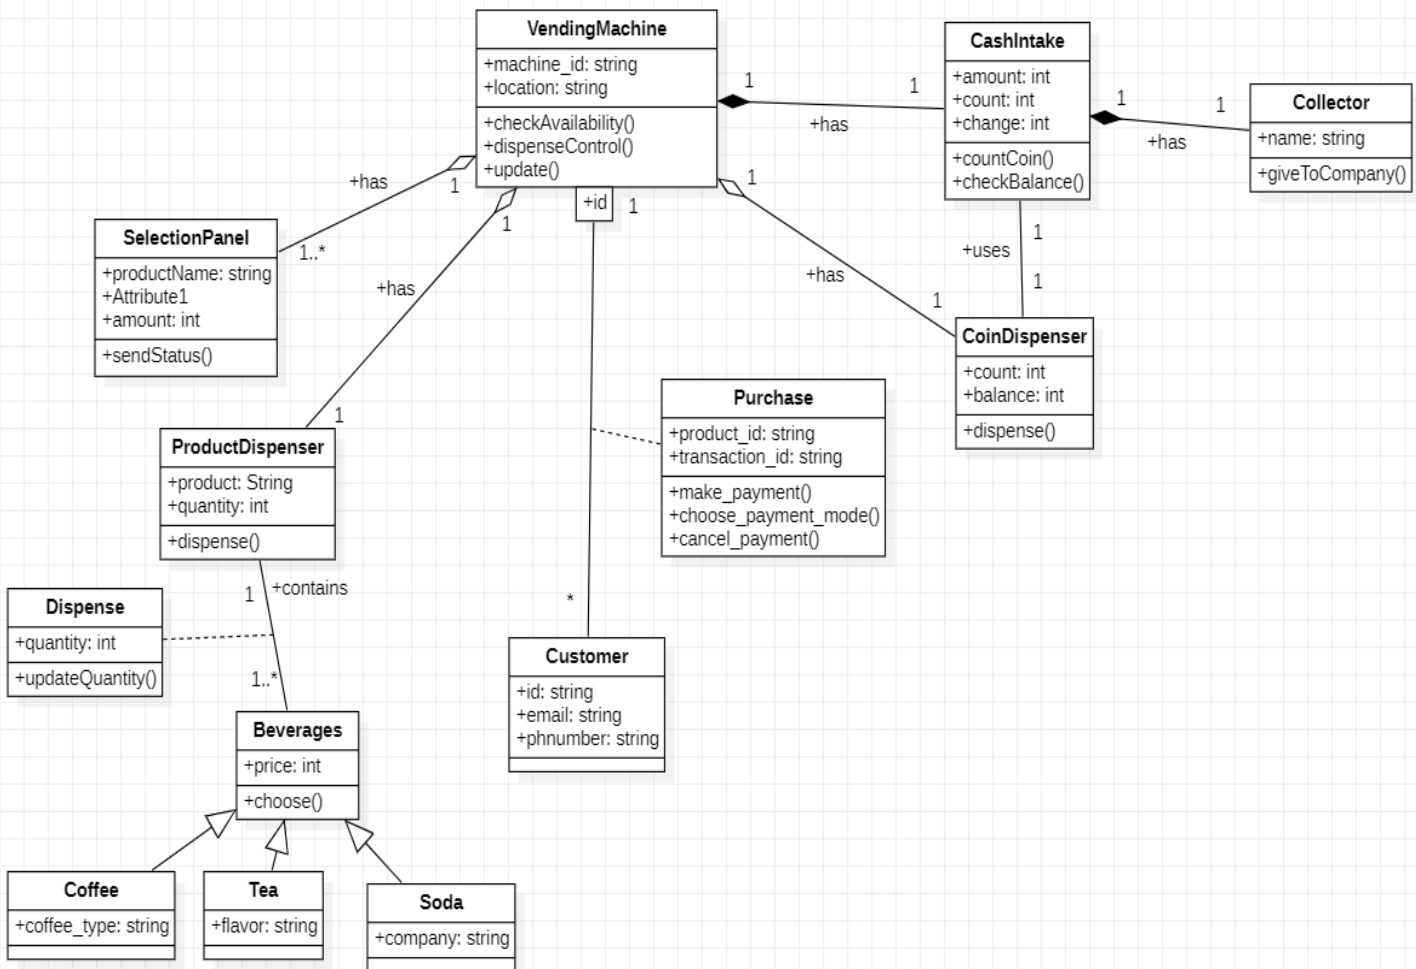 VendingMachine
+machine_id: string
+location: string
+checkAvailability()
+dispenseControl()
+update()
+id
1
CashIntake
+amount: int
+count: int
+change: int
+countCoin()
+checkBalance()
1
1
+has
Collector
+name: string
+giveToCompany()
1
1
+has
+has
1
1..*
SelectionPanel
+productName: string
+Attribute1
+amount: int
+sendStatus()
1
+has
1
1
+has
1
1
+uses
1
CoinDispenser
+count: int
+balance: int
+dispense()
Purchase
+product_id: string
+transaction_id: string
+make_payment()
+choose_payment_mode()
+cancel_payment()
ProductDispenser
+product: String
+quantity: int
+dispense()
1
+contains
1..*
Dispense
+quantity: int
+updateQuantity()
*
Customer
+id: string
+email: string
+phnumber: string
Beverages
+price: int
+choose()
Coffee
+coffee_type: string
Tea
+flavor: string
Soda
+company: string